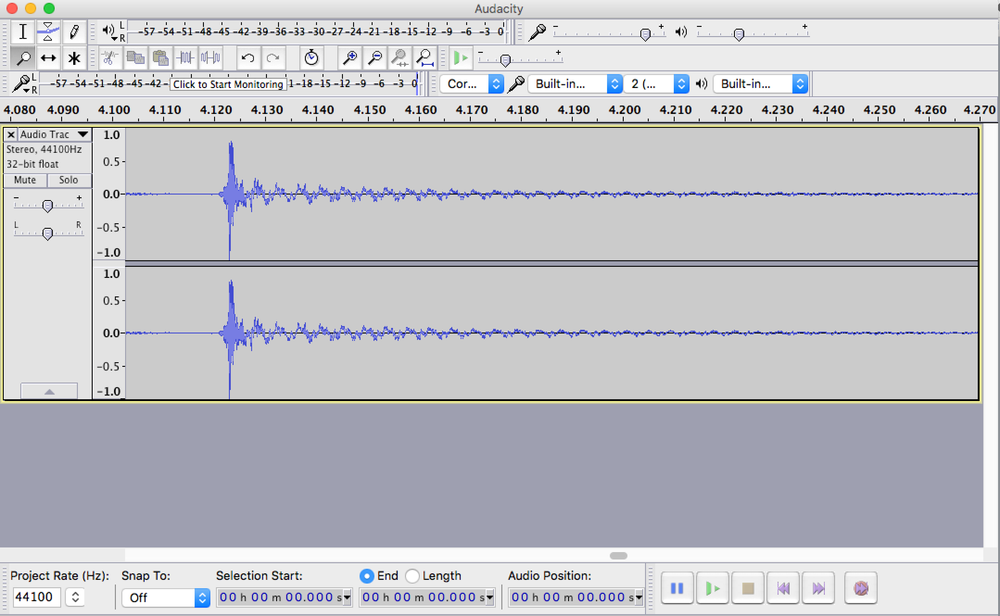 Audacity
L
R
-57 -54 -51 -48 -45 -42 -39 -36 -33 -30 -27 -24 -21 -18 -15 -12 -9 -6 -3 0
- +
- +
- +
L
R
-57 -54 -51 -48 -45 -42 - Click to Start Monitoring 1 -18 -15 -12 -9 -6 -3 0
Cor... Built-in... 2 (... Built-in...
4.080 4.090 4.100 4.110 4.120 4.130 4.140 4.150 4.160 4.170 4.180 4.190 4.200 4.210 4.220 4.230 4.240 4.250 4.260 4.270
Audio Trac
Stereo, 44100Hz
32-bit float
Mute Solo
- +
L R
1.0
0.5
0.0
-0.5
-1.0
1.0
0.5
0.0
-0.5
-1.0
Project Rate (Hz): Snap To: Selection Start: End Length Audio Position:
44100 Off 00 h 00 m 00.000 s 00 h 00 m 00.000 s 00 h 00 m 00.000 s